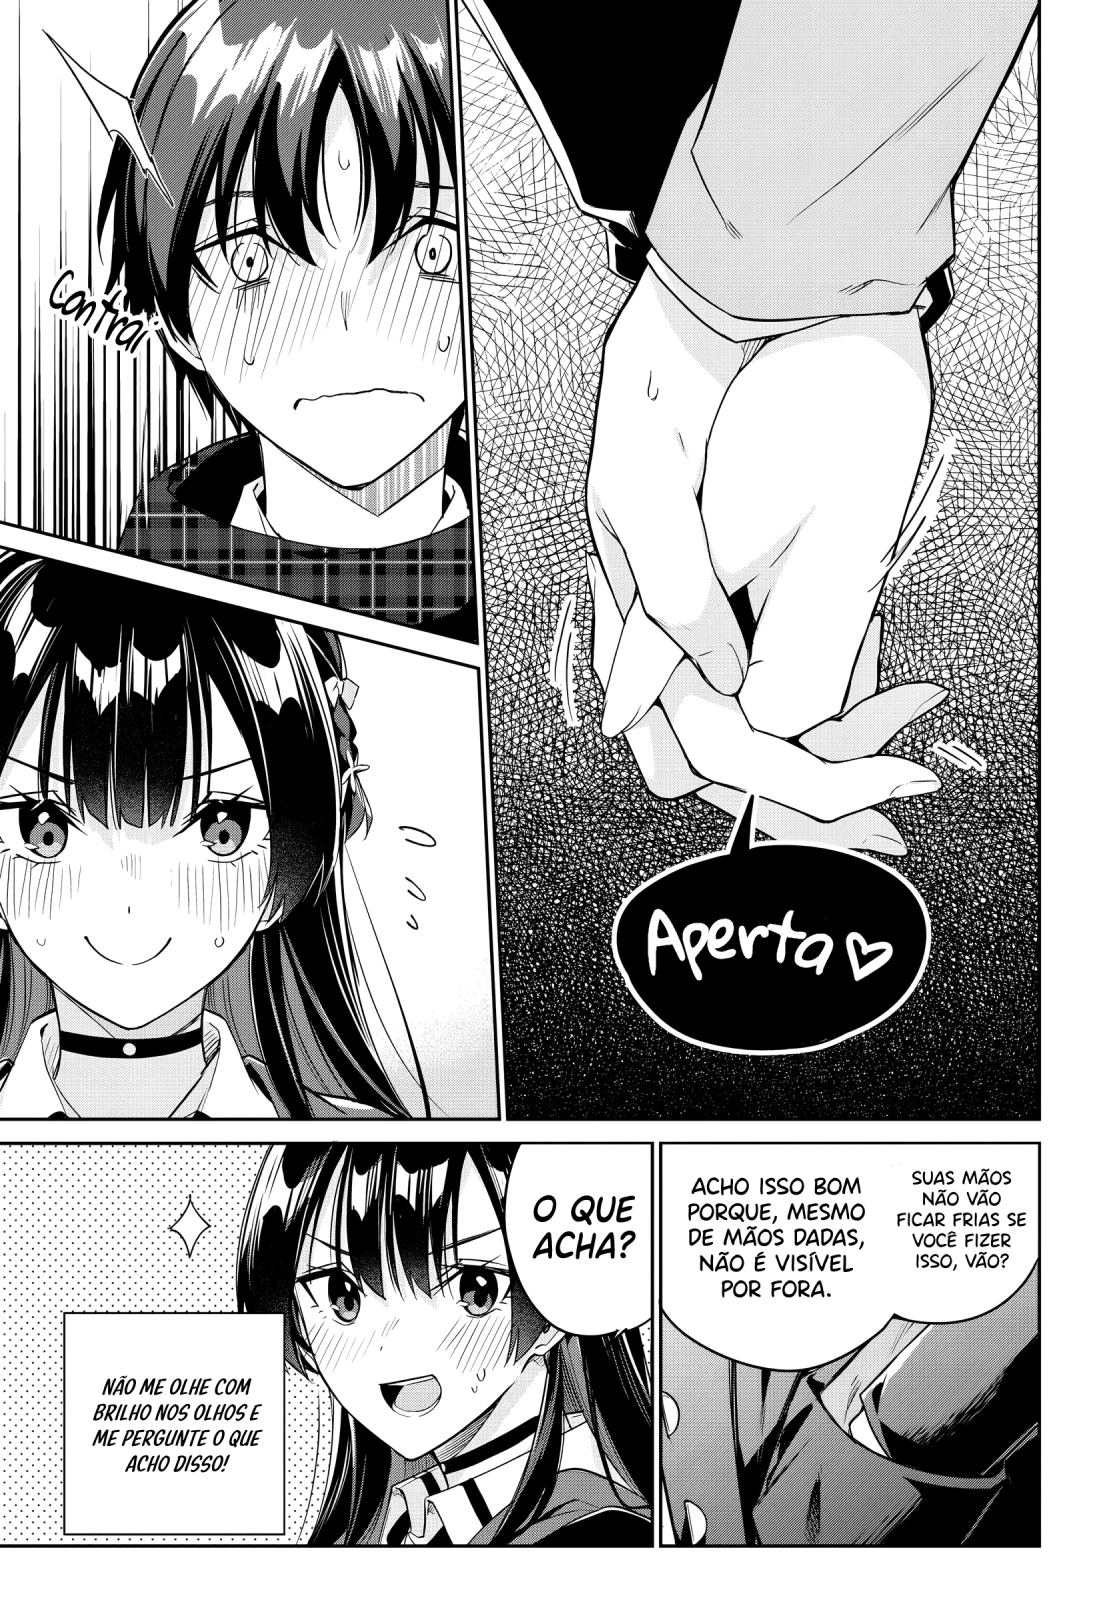 Aperta♡
Contrai
SUAS MÃOS
NÃO VÃO
FICAR FRIAS SE
VOCÊ FIZER
ISSO, VÃO?
ACHO ISSO BOM
PORQUE, MESMO
DE MÃOS DADAS,
NÃO É VISÍVEL
POR FORA.
O QUE
ACHA?
NÃO ME OLHE COM
BRILHO NOS OLHOS E
ME PERGUNTE O QUE
ACHO DISSO!